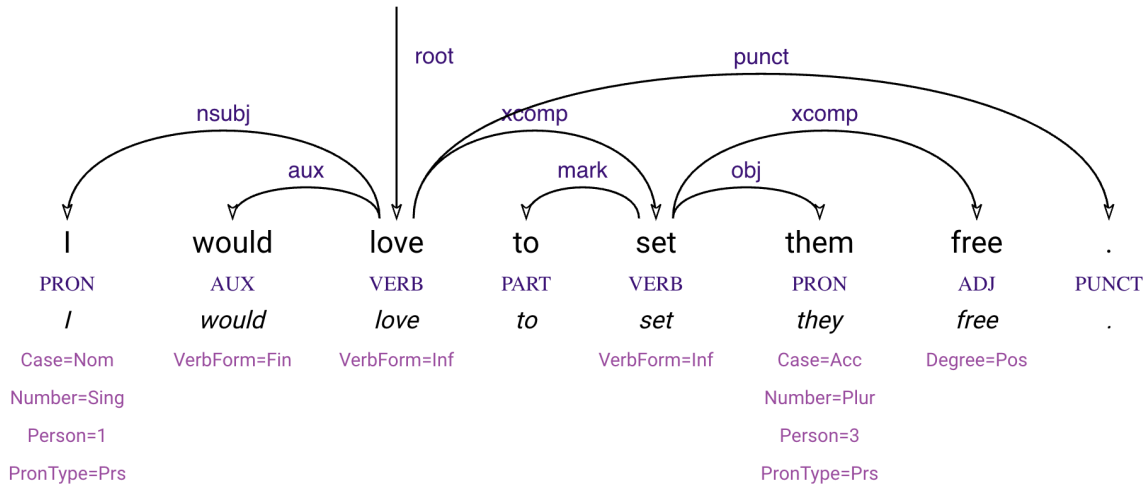 root
punct
nsubj xcomp xcomp
aux mark obj
I would love to set them free .
PRON AUX VERB PART VERB PRON ADJ PUNCT
I would love to set they free .
Case=Nom VerbForm=Fin VerbForm=Inf VerbForm=Inf Case=Acc Degree=Pos
Number=Sing Number=Plur
Person=1 Person=3
PronType=Prs PronType=Prs